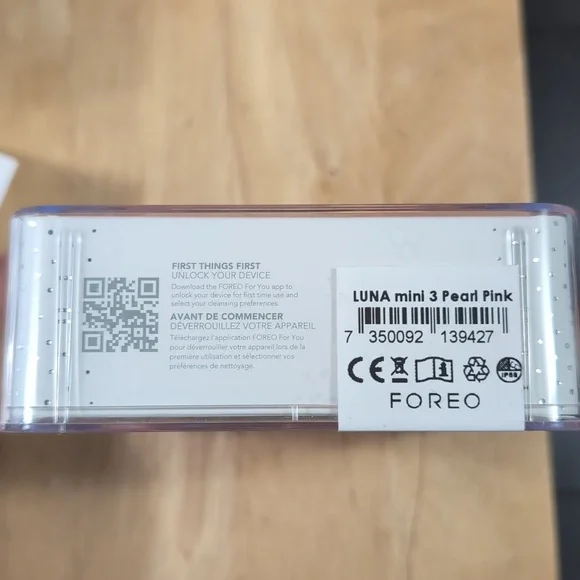 FIRST THINGS FIRST
UNLOCK YOUR DEVICE
Download the FOREO For You app to
unlock your device for first time use and
select your cleansing preferences.
AVANT DE COMMENCER
DÉVERROUILLEZ VOTRE APPAREIL
Téléchargez l'application FOREO For You
pour déverrouiller votre appareil lors de la
première utilisation et sélectionner vos
préférences de nettoyage.
LUNA mini 3 Pearl Pink
7 350092 139427
CE
IP68
FOREO